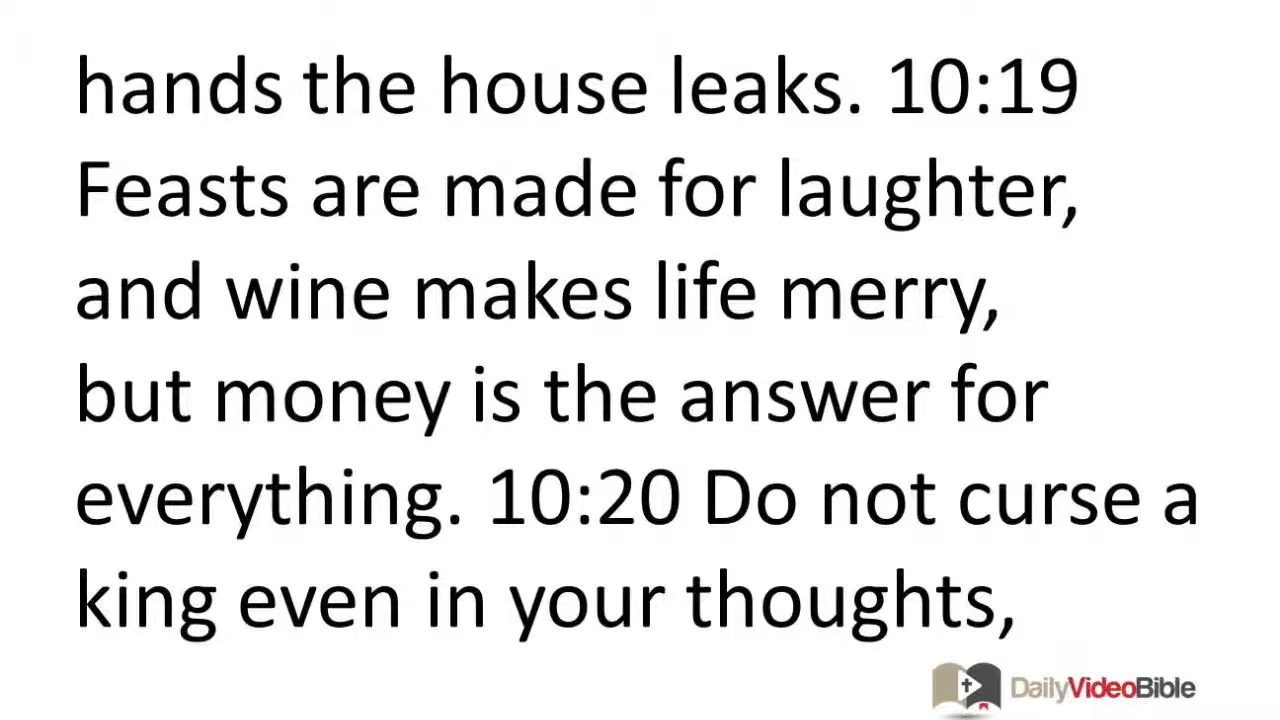 hands the house leaks. 10:19
Feasts are made for laughter,
and wine makes life merry,
but money is the answer for
everything. 10:20 Do not curse a
king even in your thoughts,
DailyVideoBible